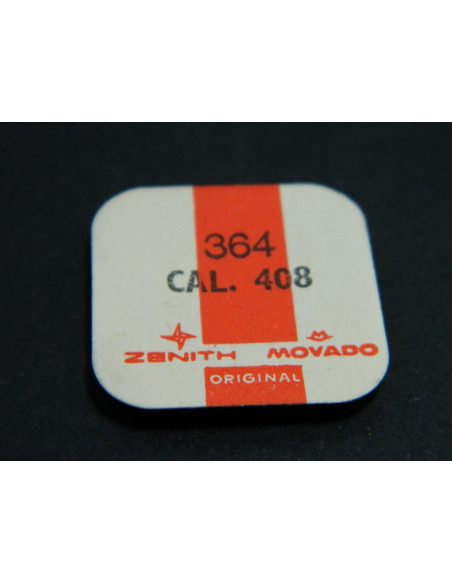 364
CAL. 408
ZENITH MOVADO
ORIGINAL